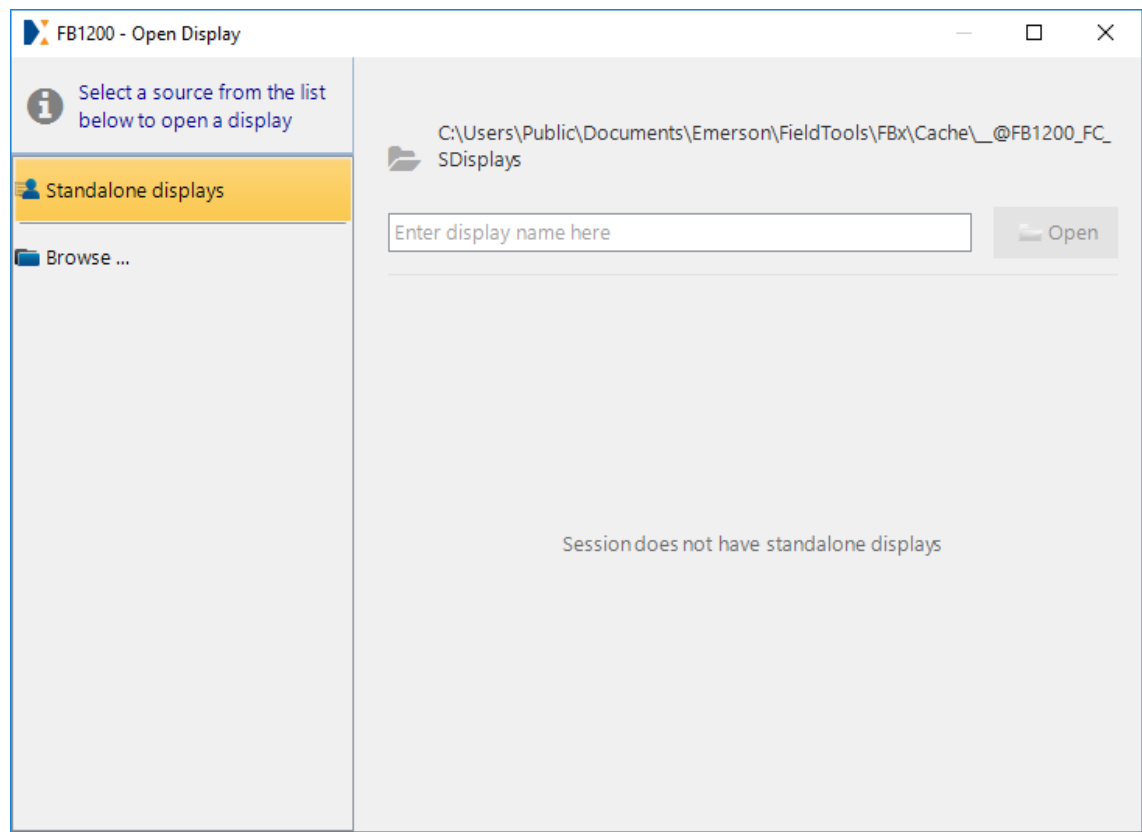 FB1200 - Open Display
Select a source from the list
below to open a display
Standalone displays
Browse ...
C:\Users\Public\Documents\Emerson\FieldTools\FBx\Cache\__@FB1200_FC_
SDisplays
Enter display name here
Open
Session does not have standalone displays